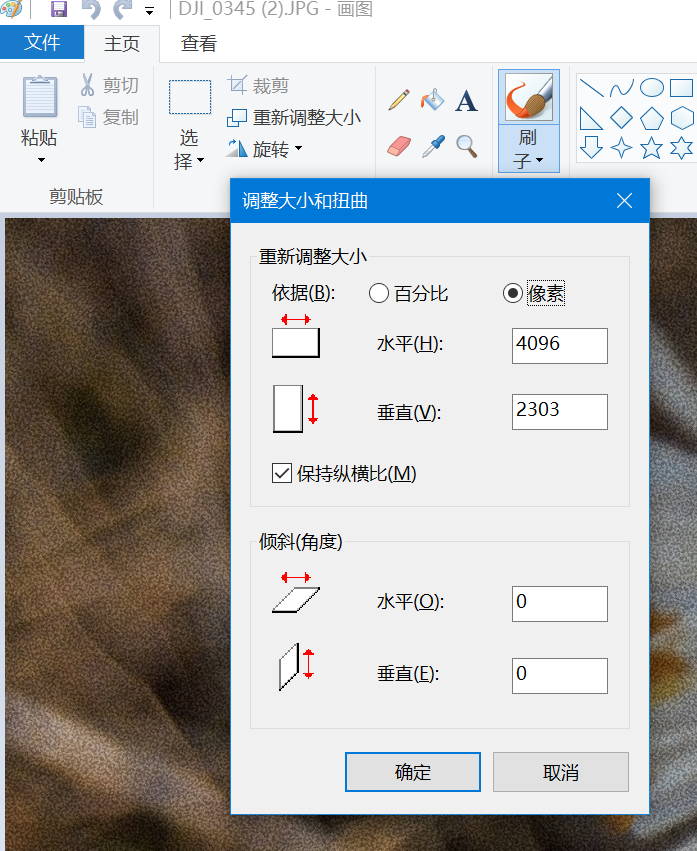 DJI_0345 (2).JPG - 画图
文件
主页
查看
粘贴
剪切
复制
剪贴板
选择
裁剪
重新调整大小
旋转
A
刷子
调整大小和扭曲
重新调整大小
依据(B):
百分比
像素
水平(H):
4096
垂直(V):
2303
保持纵横比(M)
倾斜(角度)
水平(O):
0
垂直(E):
0
确定
取消